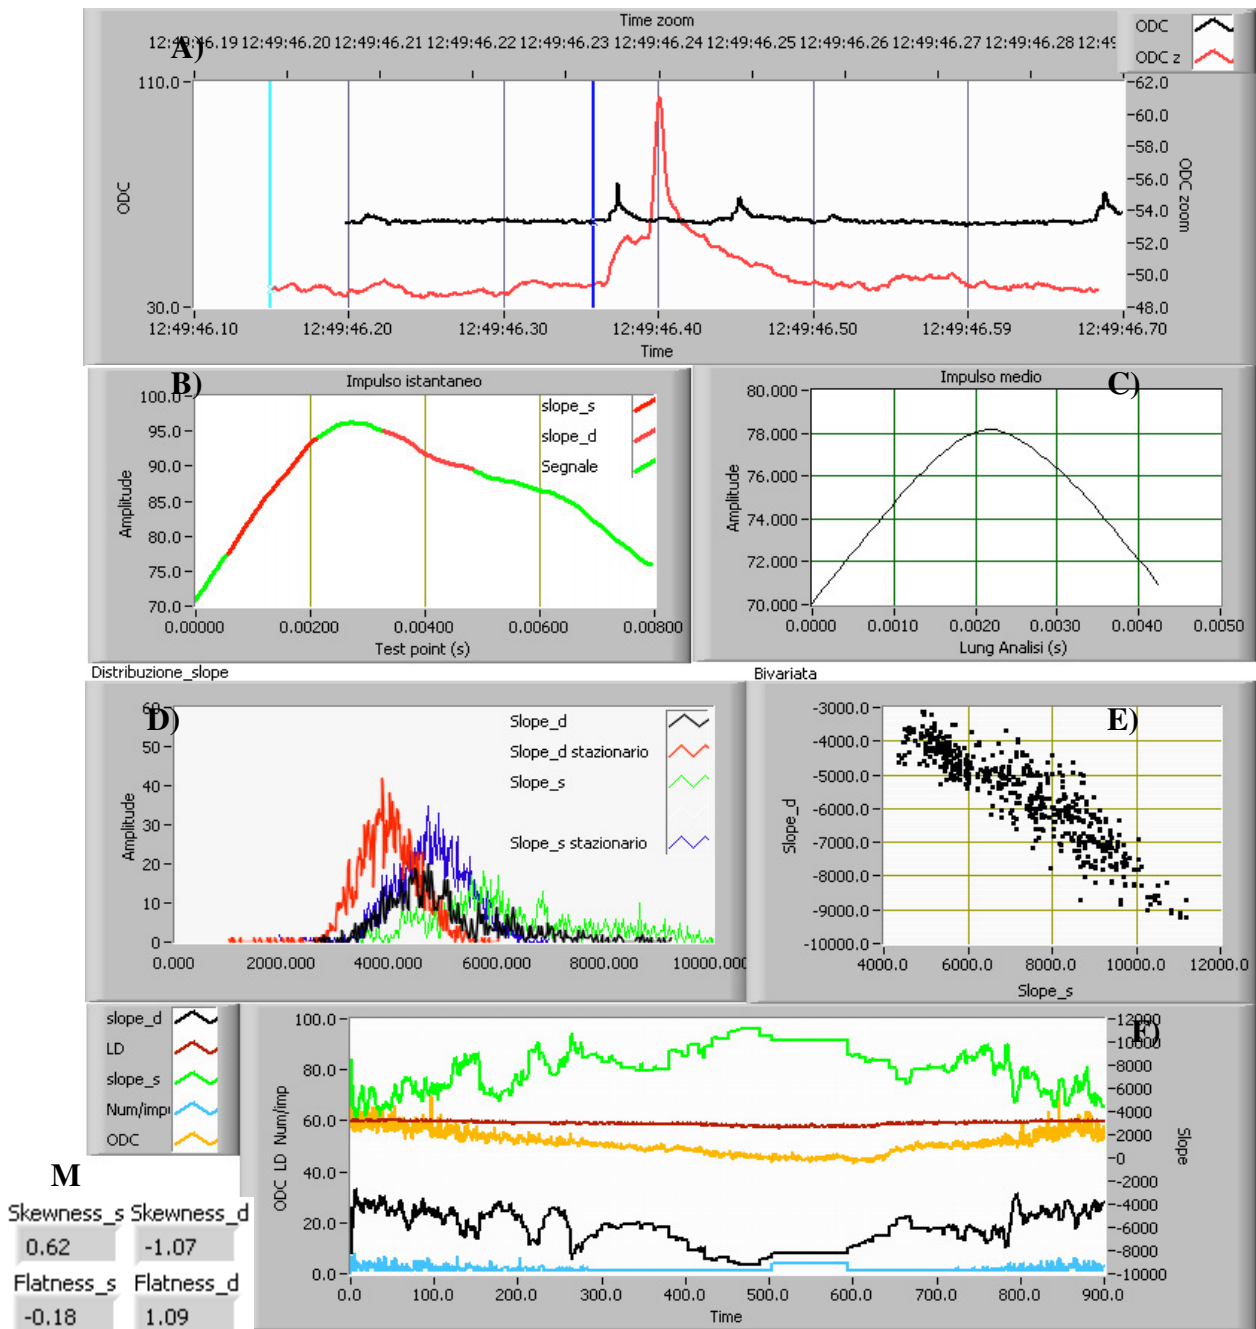 Time zoom
A)
12:49:46.19 12:49:46.20 12:49:46.21 12:49:46.22 12:49:46.23 12:49:46.24 12:49:46.25 12:49:46.26 12:49:46.27 12:49:46.28 12:49
ODC
ODC z
110.0
30.0
ODC
62.0
60.0
58.0
56.0
54.0
52.0
50.0
48.0
ODC zoom
12:49:46.10 12:49:46.20 12:49:46.30 12:49:46.40 12:49:46.50 12:49:46.59 12:49:46.70
Time
B)
Impulso istantaneo
100.0
95.0
90.0
85.0
80.0
75.0
70.0
Amplitude
slope_s
slope_d
Segnale
0.00000 0.00200 0.00400 0.00600 0.00800
Test point (s)
Impulso medio
C)
80.000
78.000
76.000
74.000
72.000
70.000
Amplitude
0.0000 0.0010 0.0020 0.0030 0.0040 0.0050
Lung Analisi (s)
Distribuzione_slope
D)
60
50
40
30
20
10
0
Amplitude
Slope_d
Slope_d stazionario
Slope_s
Slope_s stazionario
0.000 2000.000 4000.000 6000.000 8000.000 10000.000
Bivariata
E)
-3000.0
-4000.0
-5000.0
-6000.0
-7000.0
-8000.0
-9000.0
-10000.0
Slope_d
4000.0 6000.0 8000.0 10000.0 12000.0
Slope_s
slope_d
LD
slope_s
Num/imp
ODC
F)
100.0
80.0
60.0
40.0
20.0
0.0
ODC LD Num/imp
12000
10000
8000
6000
4000
2000
0
-2000
-4000
-6000
-8000
-10000
Slope
0.0 100.0 200.0 300.0 400.0 500.0 600.0 700.0 800.0 900.0
Time
M
Skewness_s Skewness_d
0.62 -1.07
Flatness_s Flatness_d
-0.18 1.09